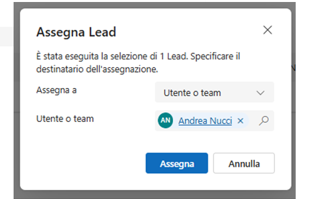 Assegna Lead
È stata eseguita la selezione di 1 Lead. Specificare il
destinatario dell'assegnazione.
Assegna a
Utente o team
Utente o team
AN Andrea Nucci
Assegna
Annulla